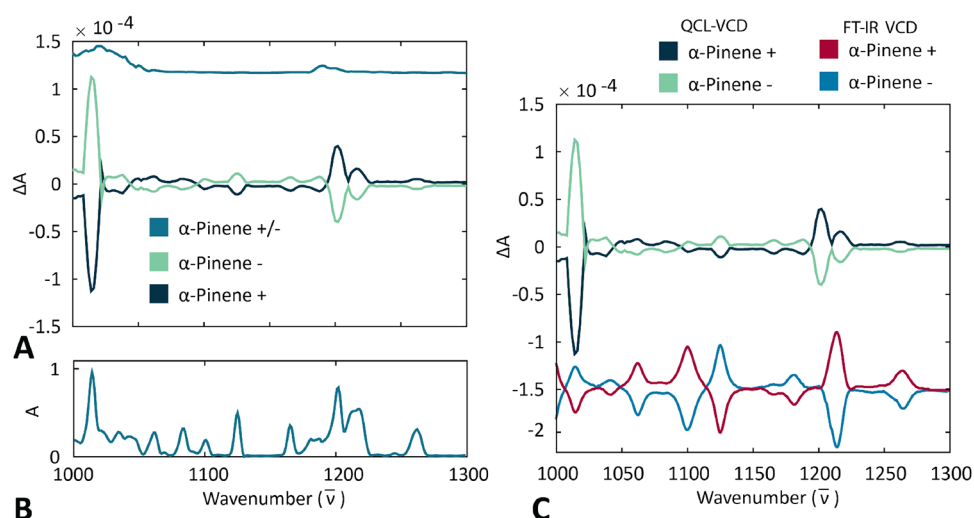 × 10⁻⁴
1.5
1
0.5
0
-0.5
-1
-1.5
ΔA
α-Pinene +/-
α-Pinene -
α-Pinene +
A
1
0
A
1000
1100
1200
1300
Wavenumber (ν̅)
B
QCL-VCD
FT-IR VCD
α-Pinene +
α-Pinene +
α-Pinene -
α-Pinene -
× 10⁻⁴
1.5
1
0.5
0
-0.5
-1
-1.5
-2
ΔA
1000
1050
1100
1150
1200
1250
1300
Wavenumber (ν̅)
C